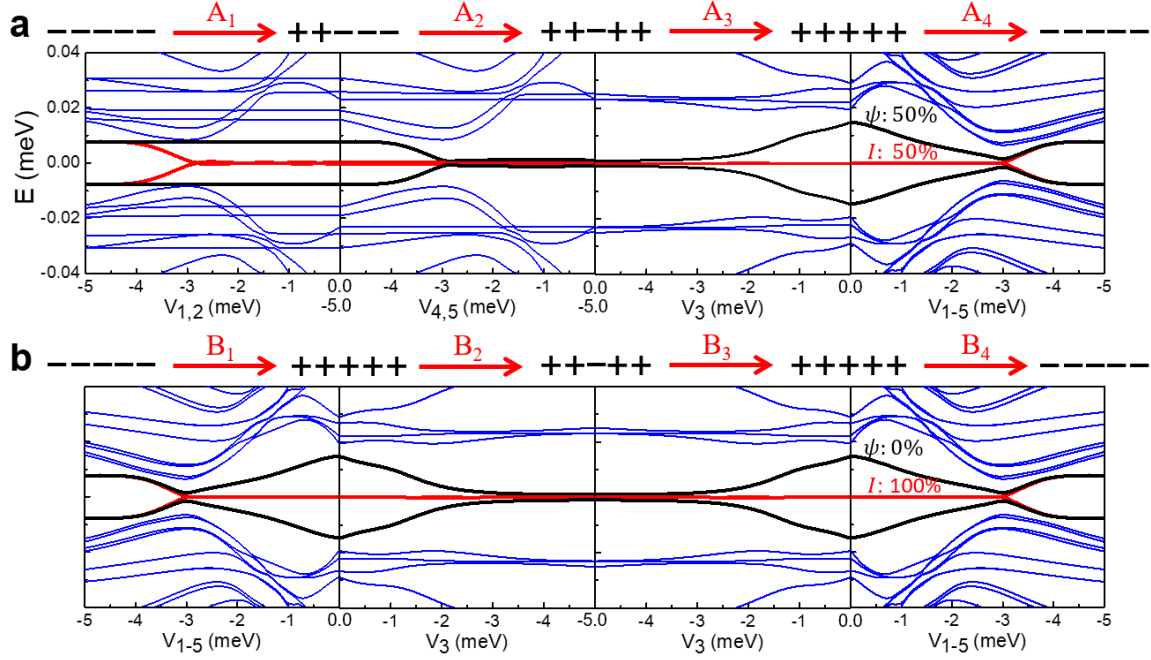 a
−−−−− A₁ ++−−− A₂ ++−++ A₃ +++++ A₄ −−−−−
E (meV)
0.04
0.02
0.00
-0.02
-0.04
ψ: 50%
I: 50%
-5 -4 -3 -2 -1 0.0 -4 -3 -2 -1 0.0 -4 -3 -2 -1 0.0 -1 -2 -3 -4 -5
-5.0 -5.0
V₁,₂ (meV) V₄,₅ (meV) V₃ (meV) V₁₋₅ (meV)
b
−−−−− B₁ +++++ B₂ ++−++ B₃ +++++ B₄ −−−−−
ψ: 0%
I: 100%
-5 -4 -3 -2 -1 0.0 -1 -2 -3 -4 -5.0 -4 -3 -2 -1 0.0 -1 -2 -3 -4 -5
V₁₋₅ (meV) V₃ (meV) V₃ (meV) V₁₋₅ (meV)